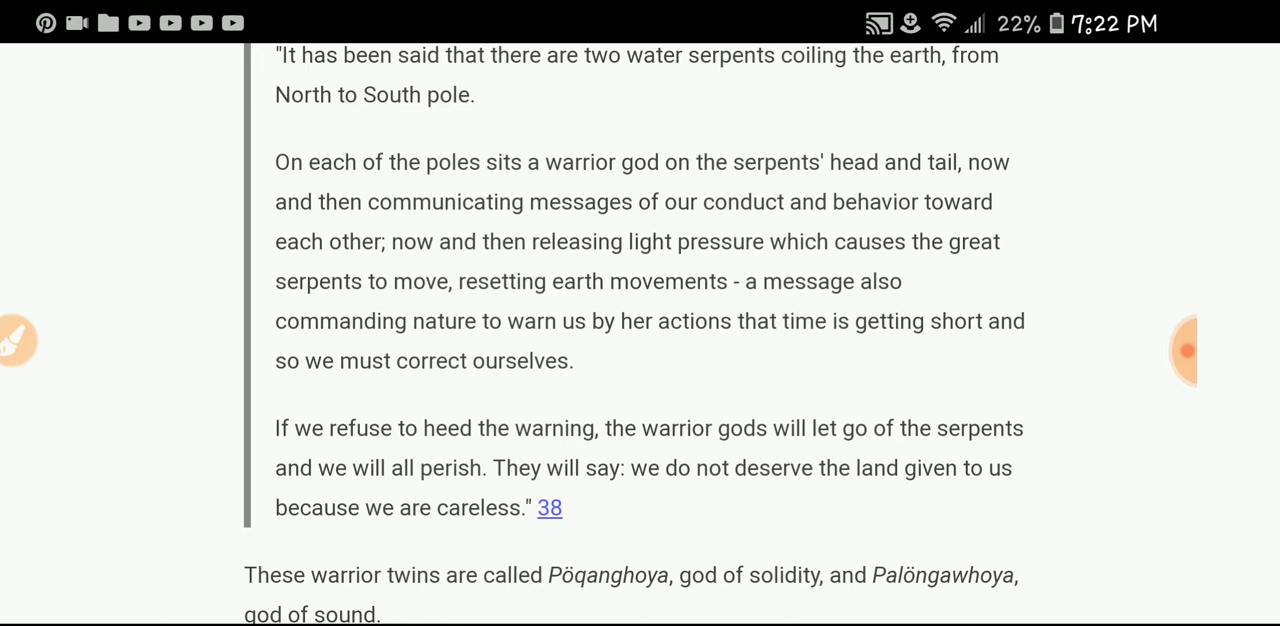 22% 7:22 PM
"It has been said that there are two water serpents coiling the earth, from
North to South pole.
On each of the poles sits a warrior god on the serpents' head and tail, now
and then communicating messages of our conduct and behavior toward
each other; now and then releasing light pressure which causes the great
serpents to move, resetting earth movements - a message also
commanding nature to warn us by her actions that time is getting short and
so we must correct ourselves.
If we refuse to heed the warning, the warrior gods will let go of the serpents
and we will all perish. They will say: we do not deserve the land given to us
because we are careless." 38
These warrior twins are called Pöqanghoya, god of solidity, and Palöngawhoya,
god of sound.